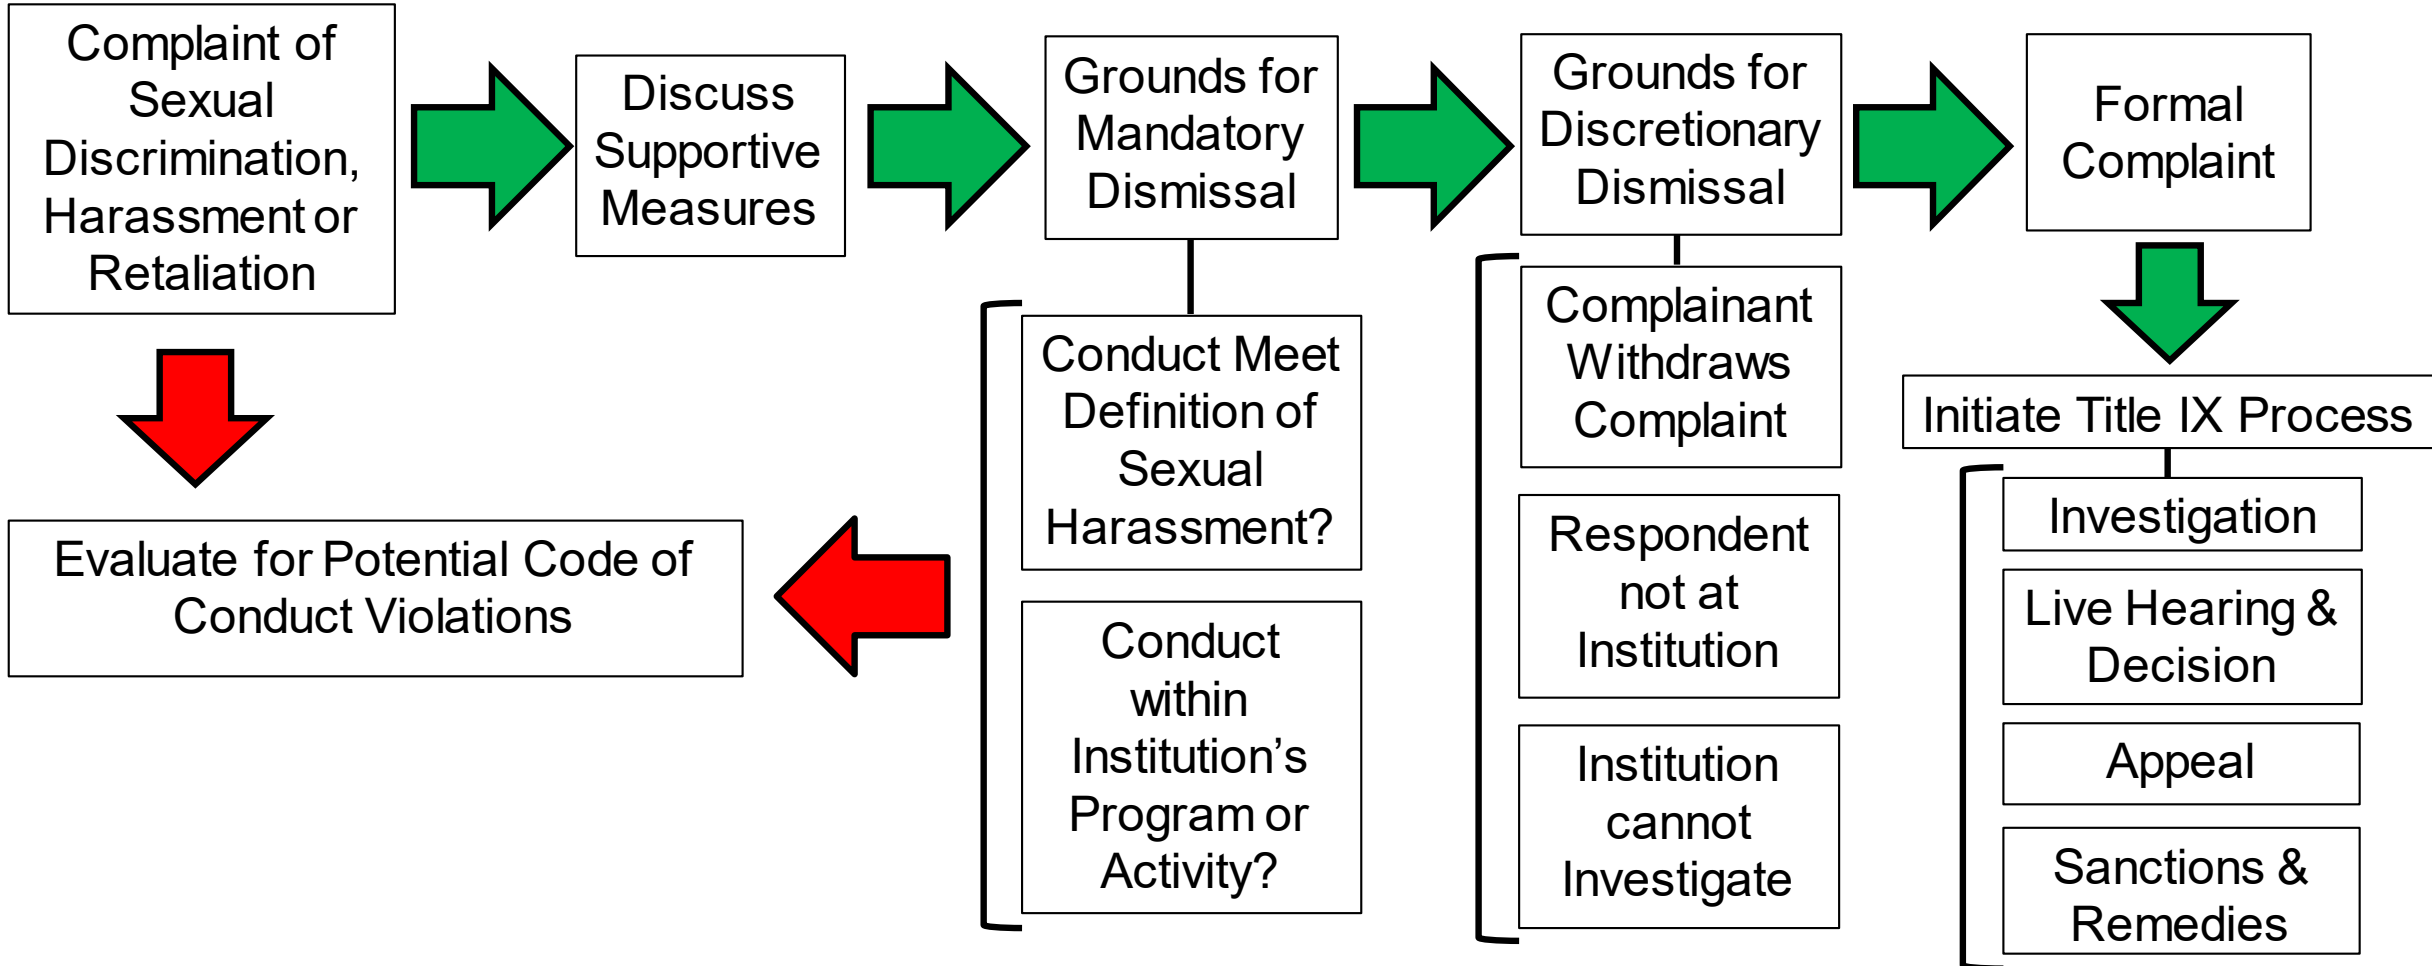 Complaint of
Sexual
Discrimination,
Harassment or
Retaliation
Discuss
Supportive
Measures
Grounds for
Mandatory
Dismissal
Grounds for
Discretionary
Dismissal
Formal
Complaint
Conduct Meet
Definition of
Sexual
Harassment?
Conduct
within
Institution’s
Program or
Activity?
Evaluate for Potential Code of
Conduct Violations
Complainant
Withdraws
Complaint
Respondent
not at
Institution
Institution
cannot
Investigate
Initiate Title IX Process
Investigation
Live Hearing &
Decision
Appeal
Sanctions &
Remedies